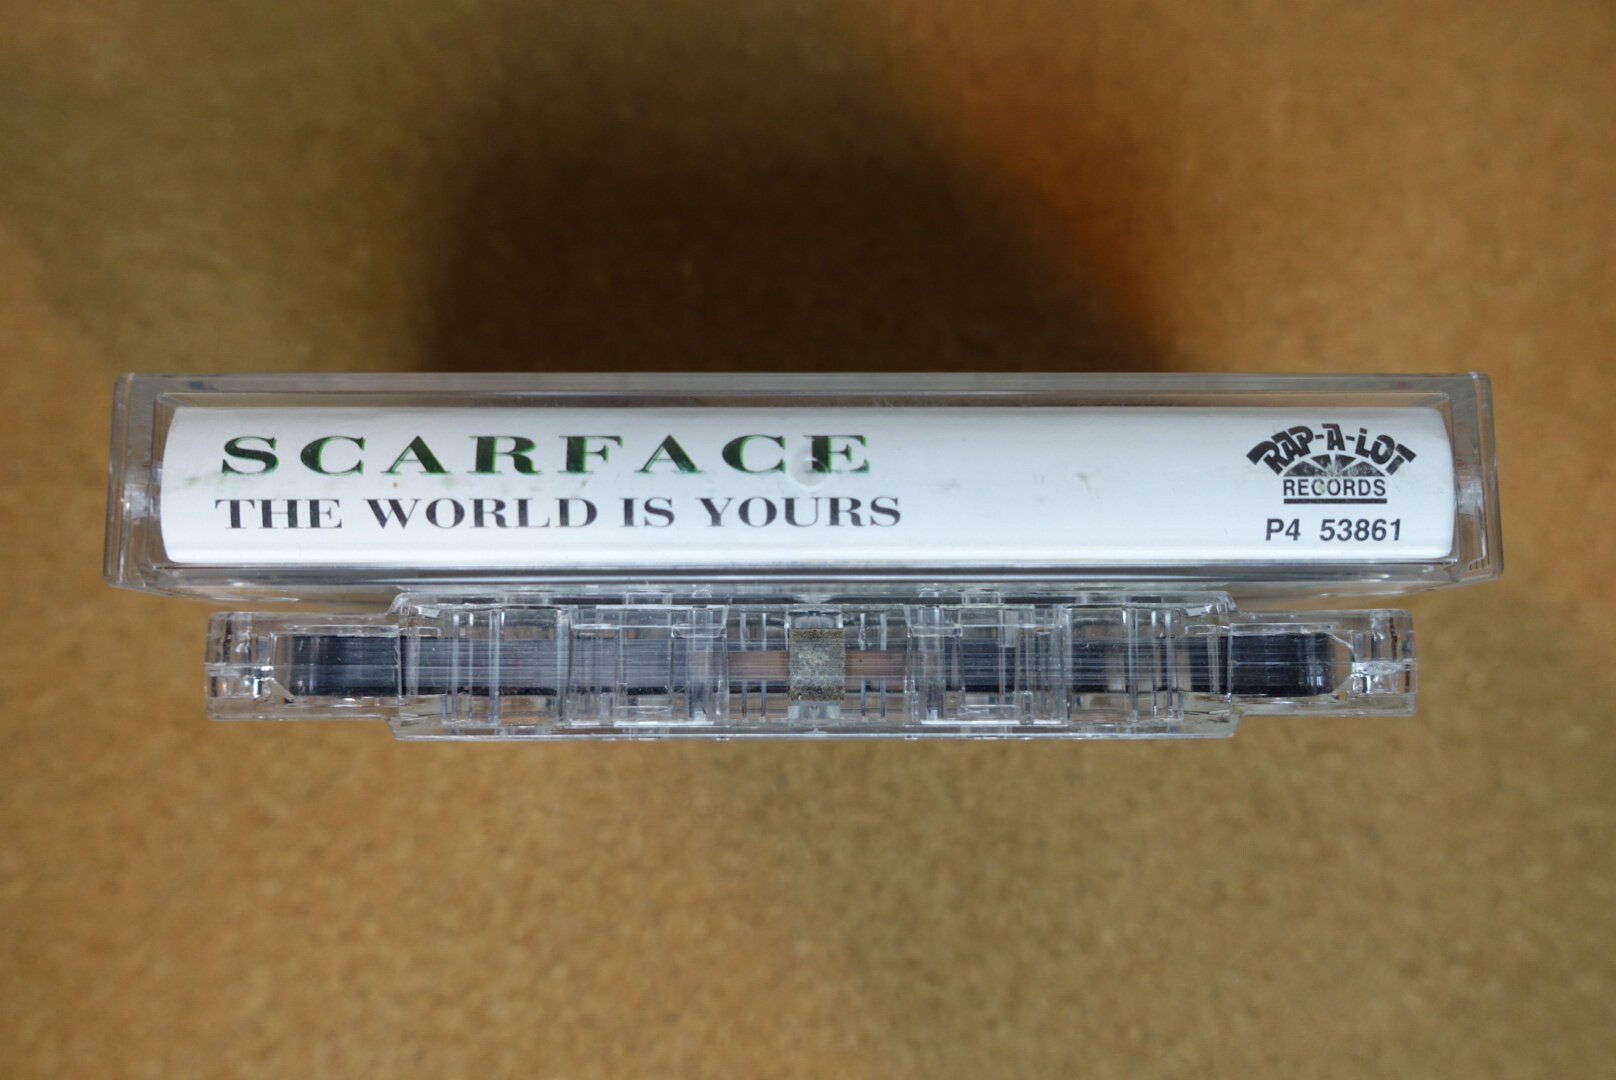 SCARFACE
THE WORLD IS YOURS
RAP-A-LOT
RECORDS
P4 53861